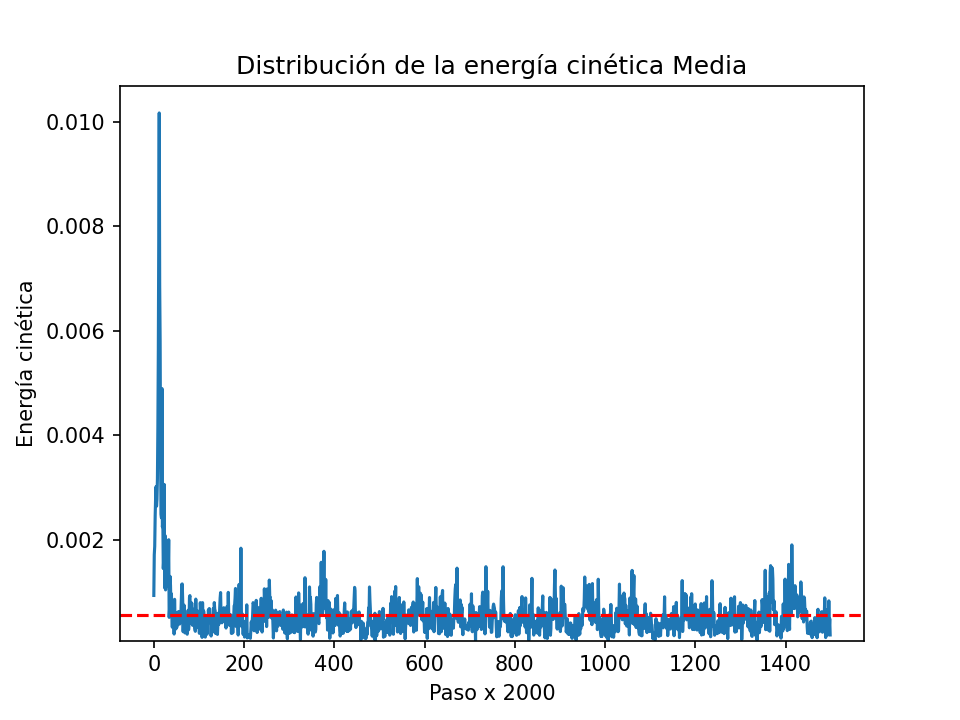 Distribución de la energía cinética Media
Energía cinética
0.010
0.008
0.006
0.004
0.002
0 200 400 600 800 1000 1200 1400
Paso x 2000